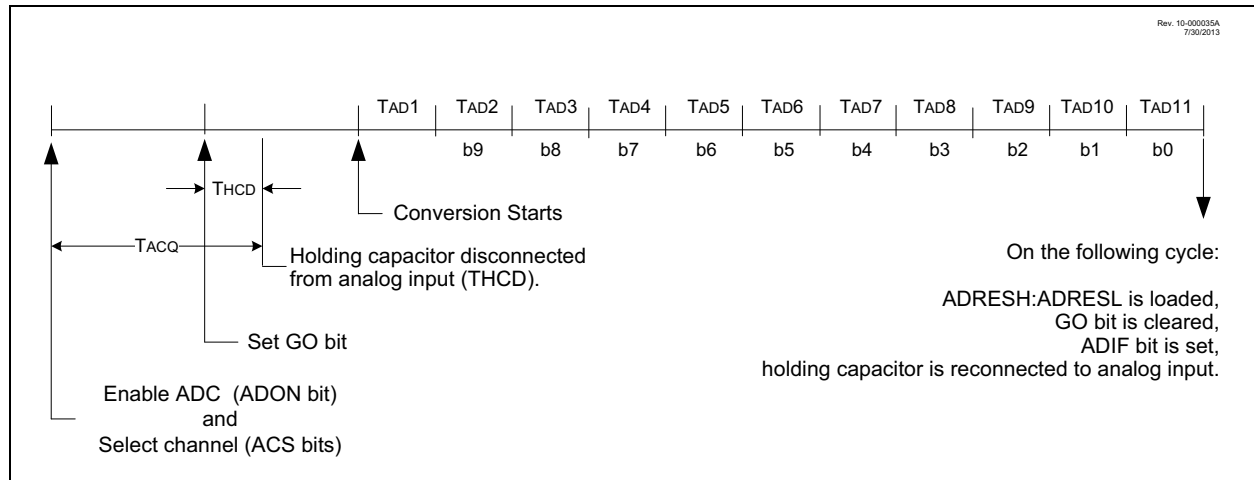 Rev. 10-000035A
7/30/2013
TAD1 TAD2 TAD3 TAD4 TAD5 TAD6 TAD7 TAD8 TAD9 TAD10 TAD11
b9 b8 b7 b6 b5 b4 b3 b2 b1 b0
THCD
Conversion Starts
TACQ
Holding capacitor disconnected
from analog input (THCD).
On the following cycle:
ADRESH:ADRESL is loaded,
GO bit is cleared,
ADIF bit is set,
holding capacitor is reconnected to analog input.
Set GO bit
Enable ADC (ADON bit)
and
Select channel (ACS bits)